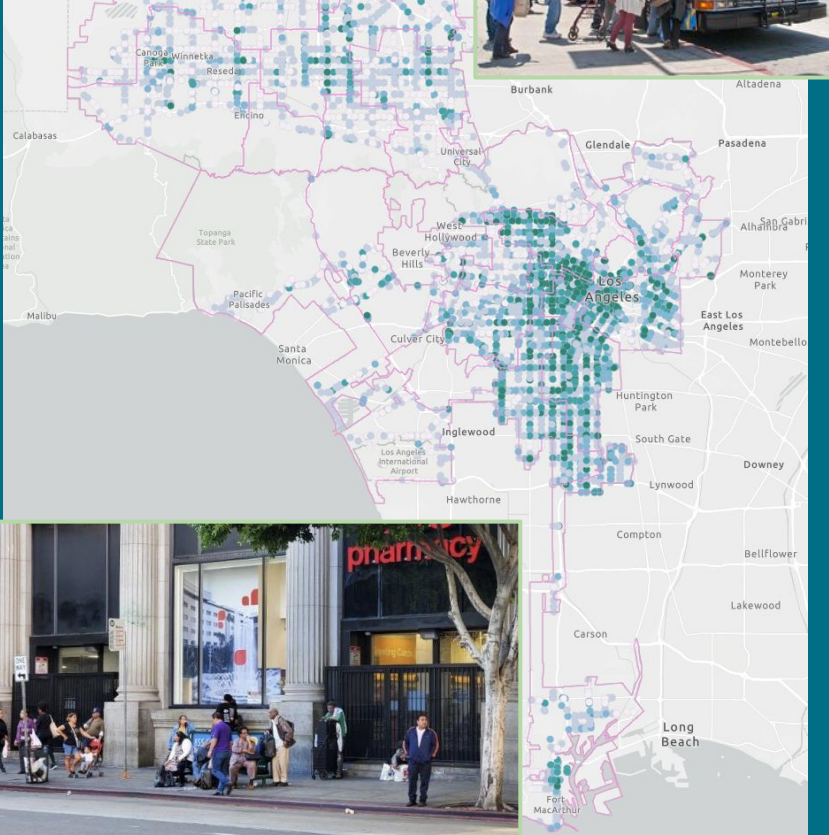 Canoga
Park
Winnetka
Reseda
Encino
Burbank
Altadena
Calabasas
Universal
City
Glendale
Pasadena
Topanga
State Park
West
Hollywood
Beverly
Hills
San Gabri
Alhambra
Los
Angeles
Monterey
Park
Pacific
Palisades
Malibu
East Los
Angeles
Culver City
Montebello
Santa
Monica
Huntington
Park
Inglewood
South Gate
Los Angeles
International
Airport
Downey
Lynwood
Hawthorne
Compton
Bellflower
pharmacy
Lakewood
Carson
ONE
WAY
Long
Beach
Fort
MacArthur